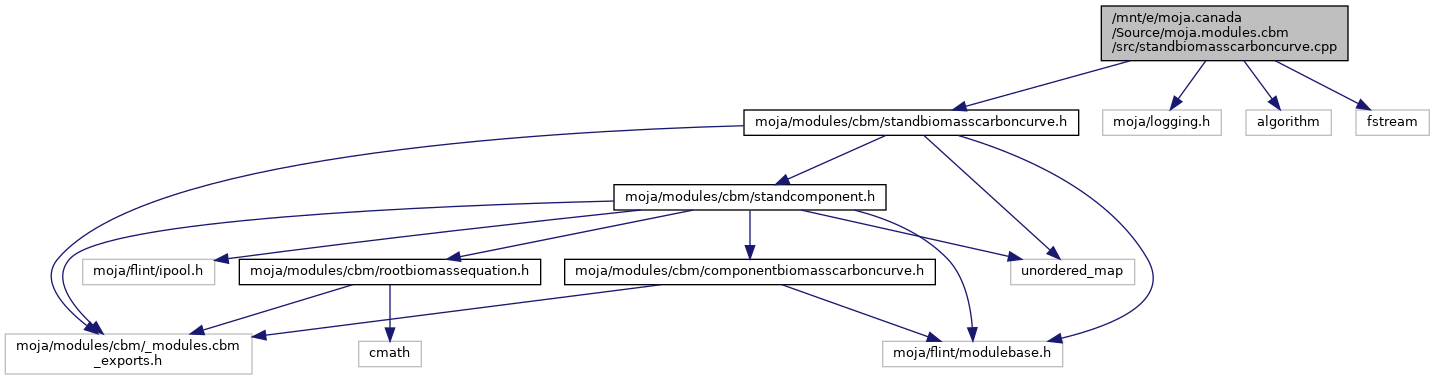 /mnt/e/moja.canada
/Source/moja.modules.cbm
/src/standbiomasscarboncurve.cpp
moja/modules/cbm/standbiomasscarboncurve.h
moja/logging.h
algorithm
fstream
moja/modules/cbm/standcomponent.h
moja/flint/ipool.h
moja/modules/cbm/rootbiomassequation.h
moja/modules/cbm/componentbiomasscarboncurve.h
unordered_map
moja/modules/cbm/_modules.cbm
_exports.h
cmath
moja/flint/modulebase.h